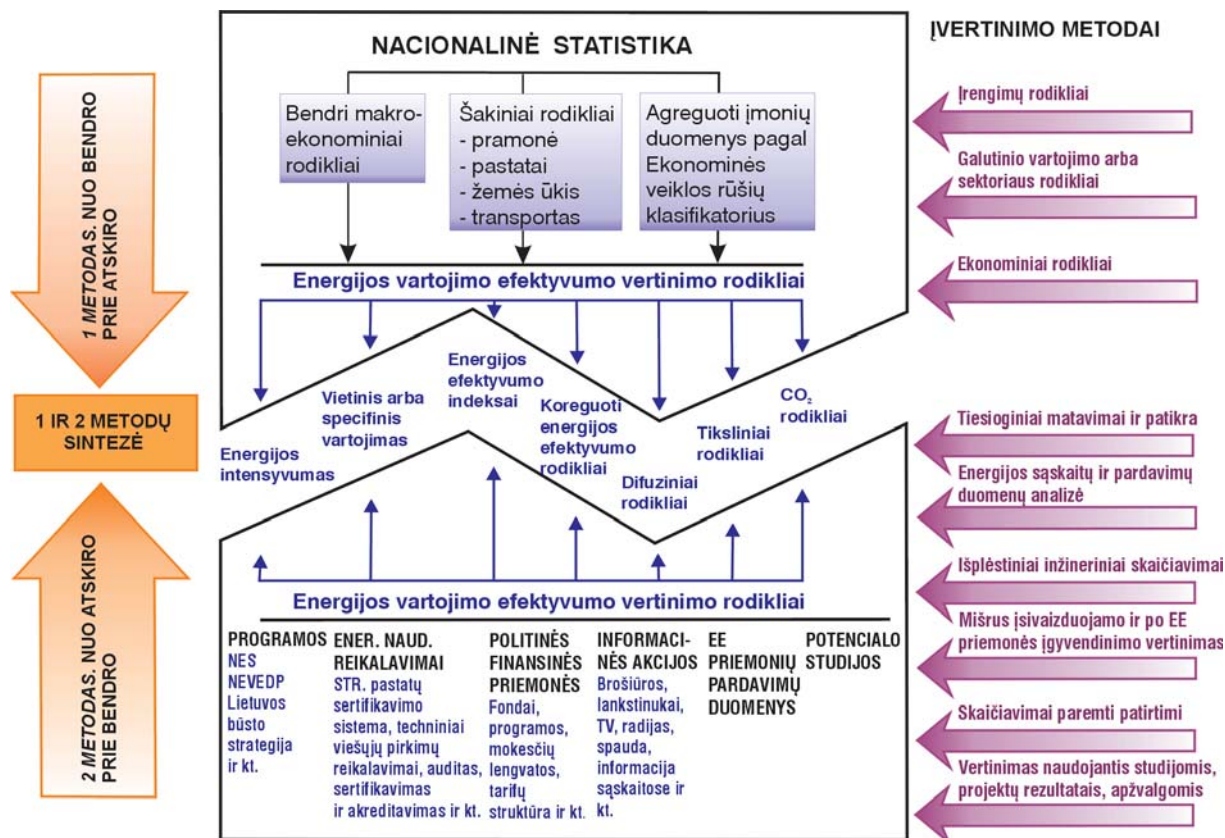 NACIONALINĖ STATISTIKA
Bendri makro-
ekonominiai
rodikliai
Šakiniai rodikliai
- pramonė
- pastatai
- žemės ūkis
- transportas
Agreguoti įmonių
duomenys pagal
Ekonominės
veiklos rūšių
klasifikatorius
Energijos vartojimo efektyvumo vertinimo rodikliai
Energijos
intensyvumas
Vietinis arba
specifinis
vartojimas
Energijos
efektyvumo
indeksai
Koreguoti
energijos
efektyvumo
rodikliai
Difuziniai
rodikliai
Tiksliniai
rodikliai
CO₂
rodikliai
Energijos vartojimo efektyvumo vertinimo rodikliai
PROGRAMOS
NES
NEVEDP
Lietuvos
būsto
strategija
ir kt.
ENER. NAUD.
REIKALAVIMAI
STR. pastatų
sertifikavimo
sistema, techniniai
viešųjų pirkimų
reikalavimai, auditas,
sertifikavimas
ir akreditavimas ir kt.
POLITINĖS
FINANSINĖS
PRIEMONĖS
Fondai,
programos,
mokesčių
lengvatos,
tarifų
struktūra ir kt.
INFORMACI-
NĖS AKCIJOS
Brošiūros,
lankstinukai,
TV, radijas,
spauda,
informacija
sąskaitose ir
kt.
EE
PRIEMONIŲ
PARDAVIMŲ
DUOMENYS
POTENCIALO
STUDIJOS
1 METODAS. NUO BENDRO
PRIE ATSKIRO
1 IR 2 METODŲ
SINTEZĖ
2 METODAS. NUO ATSKIRO
PRIE BENDRO
ĮVERTINIMO METODAI
Įrengimų rodikliai
Galutinio vartojimo arba
sektoriaus rodikliai
Ekonominiai rodikliai
Tiesioginiai matavimai ir patikra
Energijos sąskaitų ir pardavimų
duomenų analizė
Išplėstiniai inžineriniai skaičiavimai
Mišrus įsivaizduojamo ir po EE
priemonės įgyvendinimo vertinimas
Skaičiavimai paremti patirtimi
Vertinimas naudojantis studijomis,
projektų rezultatais, apžvalgomis